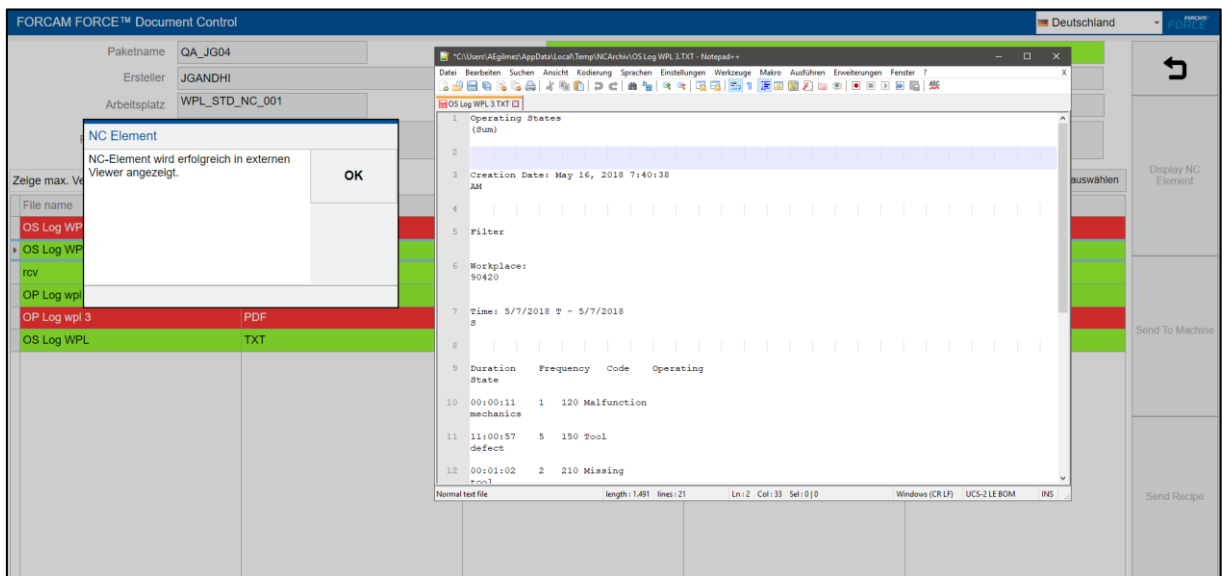 FORCAM FORCE™ Document Control
Deutschland
FORCAM
FORCE
Paketname QA_JG04
Ersteller JGANDHI
Arbeitsplatz WPL_STD_NC_001
NC Element
NC-Element wird erfolgreich in externen
Viewer angezeigt.
OK
Zeige max. Ve
auswählen
File name
OS Log WP
OS Log WP
rcv
OP Log wpl
OP Log wpl 3 PDF
OS Log WPL TXT
*C:\Users\AEgilmez\AppData\Local\Temp\NCArchiv\OS Log WPL 3.TXT - Notepad++
Datei Bearbeiten Suchen Ansicht Kodierung Sprachen Einstellungen Werkzeuge Makro Ausführen Erweiterungen Fenster ? X
OS Log WPL 3.TXT
1 Operating States
(Sum)
2
3 Creation Date: May 16, 2018 7:40:38
AM
4
5 Filter
6 Workplace:
90420
7 Time: 5/7/2018 T - 5/7/2018
S
8
9 Duration Frequency Code Operating
State
10 00:00:11 1 120 Malfunction
mechanics
11 11:00:57 5 150 Tool
defect
12 00:01:02 2 210 Missing
tool
Normal text file length : 1.491 lines : 21 Ln : 2 Col : 33 Sel : 0 | 0 Windows (CR LF) UCS-2 LE BOM INS
Display NC
Element
Send To Machine
Send Recipe